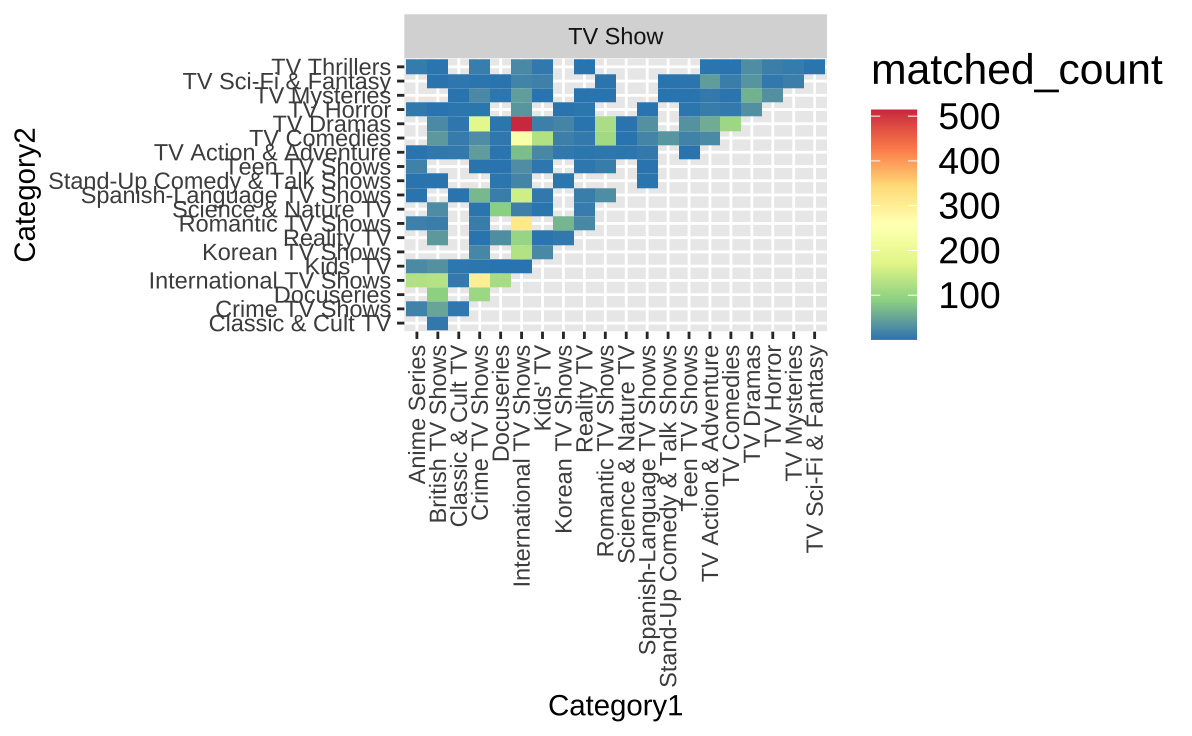 TV Show
Category2
TV Thrillers
TV Sci-Fi & Fantasy
TV Mysteries
TV Horror
TV Dramas
TV Comedies
TV Action & Adventure
Teen TV Shows
Stand-Up Comedy & Talk Shows
Spanish-Language TV Shows
Science & Nature TV
Romantic TV Shows
Reality TV
Korean TV Shows
Kids' TV
International TV Shows
Docuseries
Crime TV Shows
Classic & Cult TV
Anime Series
British TV Shows
Classic & Cult TV
Crime TV Shows
Docuseries
International TV Shows
Kids' TV
Korean TV Shows
Reality TV
Romantic TV Shows
Science & Nature TV
Spanish-Language TV Shows
Stand-Up Comedy & Talk Shows
Teen TV Shows
TV Action & Adventure
TV Comedies
TV Dramas
TV Horror
TV Mysteries
TV Sci-Fi & Fantasy
Category1
matched_count
500
400
300
200
100